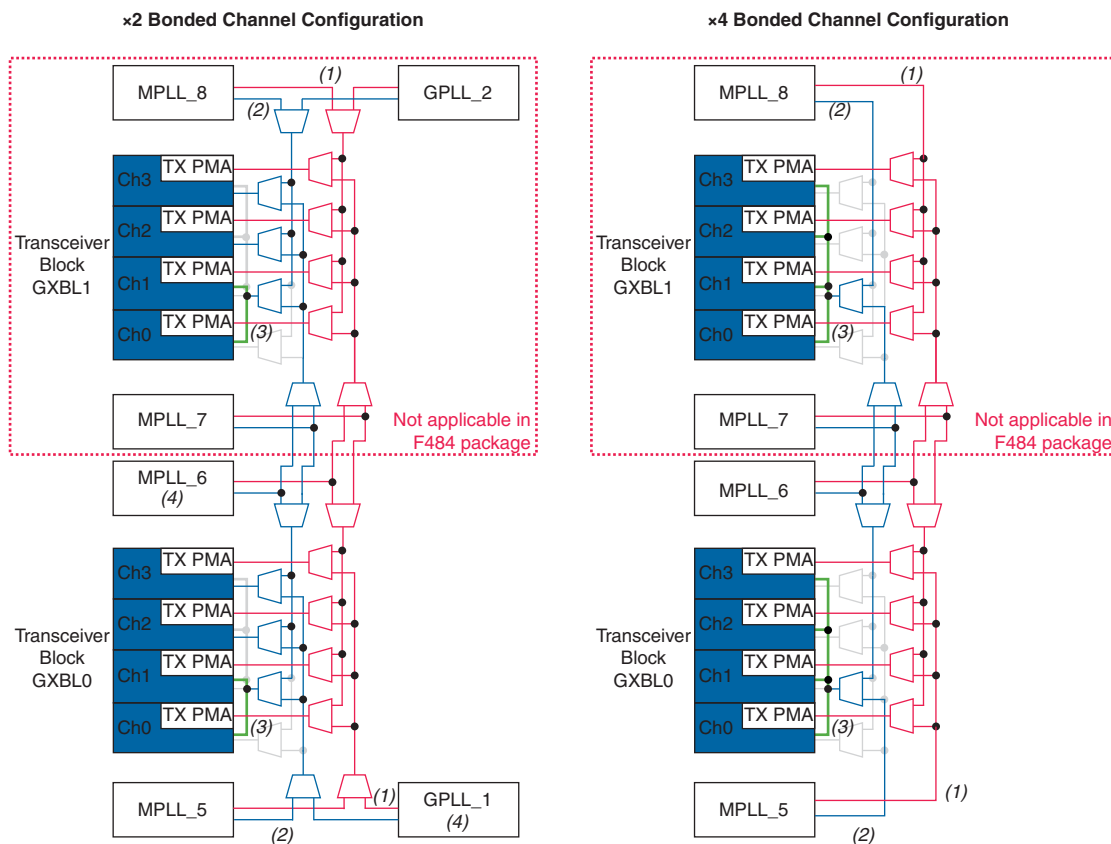 ×2 Bonded Channel Configuration
(1)
MPLL_8
(2)
GPLL_2
TX PMA
Ch3
TX PMA
Ch2
Transceiver
Block
GXBL1
TX PMA
Ch1
TX PMA
Ch0
(3)
MPLL_7
Not applicable in
F484 package
MPLL_6
(4)
TX PMA
Ch3
TX PMA
Ch2
Transceiver
Block
GXBL0
TX PMA
Ch1
TX PMA
Ch0
(3)
MPLL_5
(2)
(1)
GPLL_1
(4)
×4 Bonded Channel Configuration
(1)
MPLL_8
(2)
TX PMA
Ch3
TX PMA
Ch2
Transceiver
Block
GXBL1
TX PMA
Ch1
TX PMA
Ch0
(3)
MPLL_7
Not applicable in
F484 package
MPLL_6
TX PMA
Ch3
TX PMA
Ch2
Transceiver
Block
GXBL0
TX PMA
Ch1
TX PMA
Ch0
(3)
MPLL_5
(1)
(2)